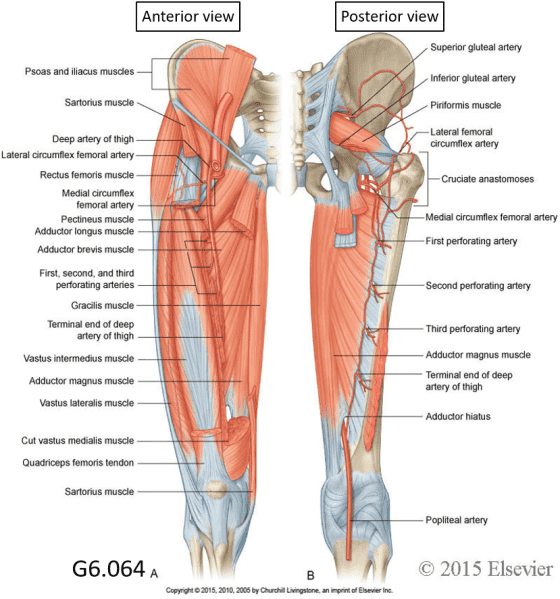 Anterior view
Posterior view
Psoas and iliacus muscles
Sartorius muscle
Deep artery of thigh
Lateral circumflex femoral artery
Rectus femoris muscle
Medial circumflex
femoral artery
Pectineus muscle
Adductor longus muscle
Adductor brevis muscle
First, second, and third
perforating arteries
Gracilis muscle
Terminal end of deep
artery of thigh
Vastus intermedius muscle
Adductor magnus muscle
Vastus lateralis muscle
Cut vastus medialis muscle
Quadriceps femoris tendon
Sartorius muscle
Superior gluteal artery
Inferior gluteal artery
Piriformis muscle
Lateral femoral
circumflex artery
Cruciate anastomoses
Medial circumflex femoral artery
First perforating artery
Second perforating artery
Third perforating artery
Adductor magnus muscle
Terminal end of deep
artery of thigh
Adductor hiatus
Popliteal artery
G6.064 A
B
© 2015 Elsevier
Copyright © 2015, 2010, 2005 by Churchill Livingstone, an imprint of Elsevier Inc.